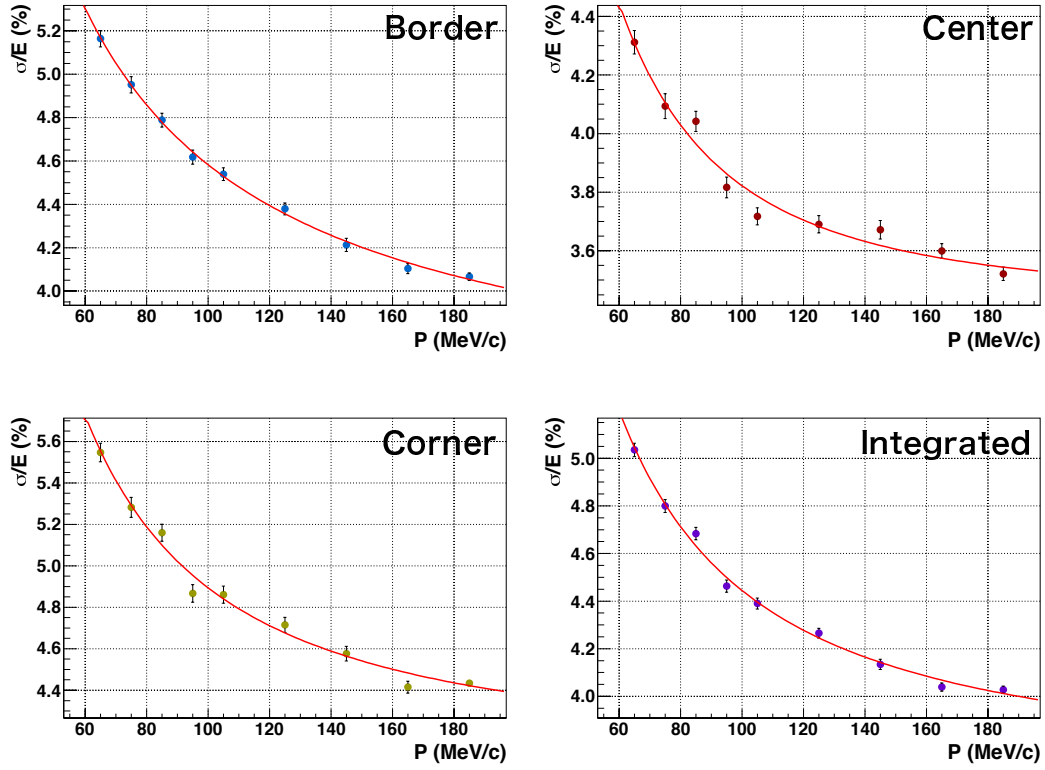 Border
σ/E (%)
5.2
5.0
4.8
4.6
4.4
4.2
4.0
60 80 100 120 140 160 180
P (MeV/c)
Center
σ/E (%)
4.4
4.2
4.0
3.8
3.6
60 80 100 120 140 160 180
P (MeV/c)
Corner
σ/E (%)
5.6
5.4
5.2
5.0
4.8
4.6
4.4
60 80 100 120 140 160 180
P (MeV/c)
Integrated
σ/E (%)
5.0
4.8
4.6
4.4
4.2
4.0
60 80 100 120 140 160 180
P (MeV/c)